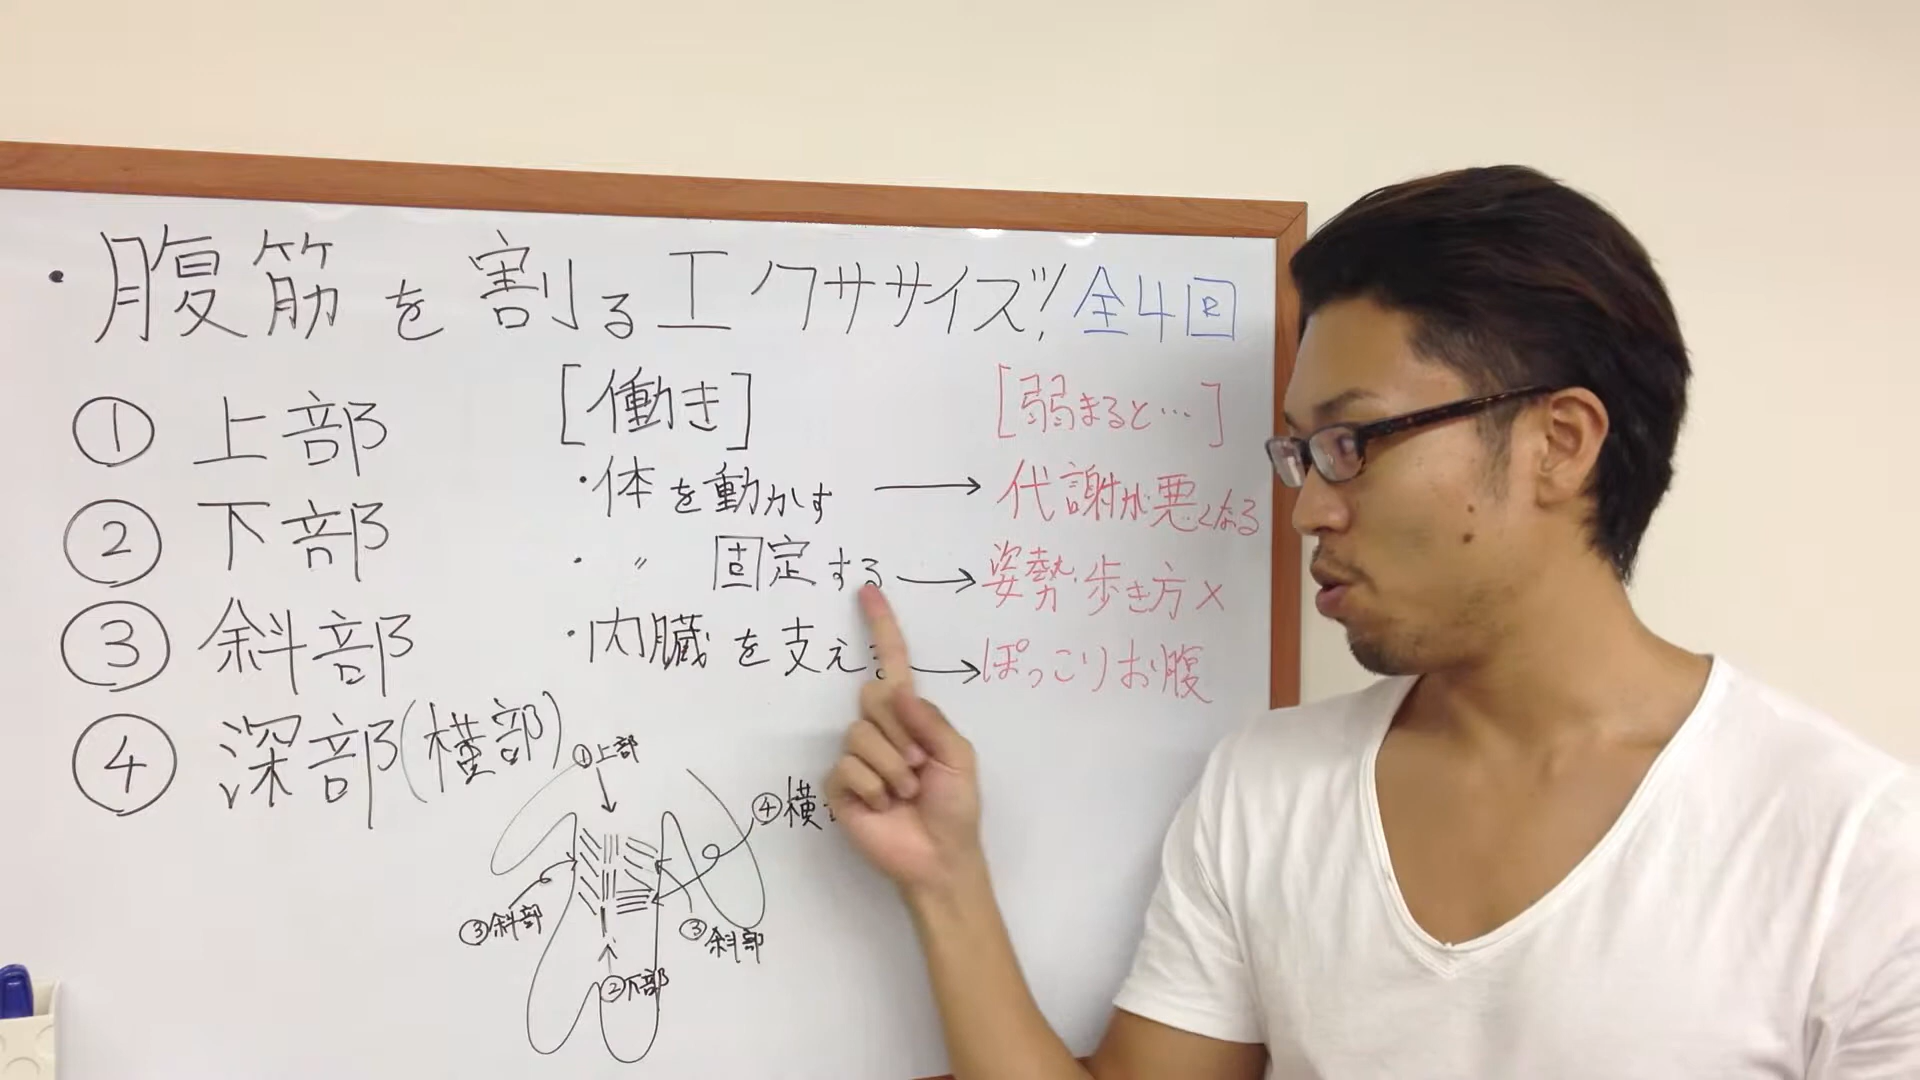 ・腹筋を割るエクササイズ!! 全4回
① 上部
② 下部
③ 斜部
④ 深部(横部)
[働き]
・体を動かす → 代謝が悪くなる
・〃 固定する → 姿勢・歩き方×
・内臓を支え → ぽっこりお腹
[弱まると…]
①上部
④横
③斜部
③斜部
②下部